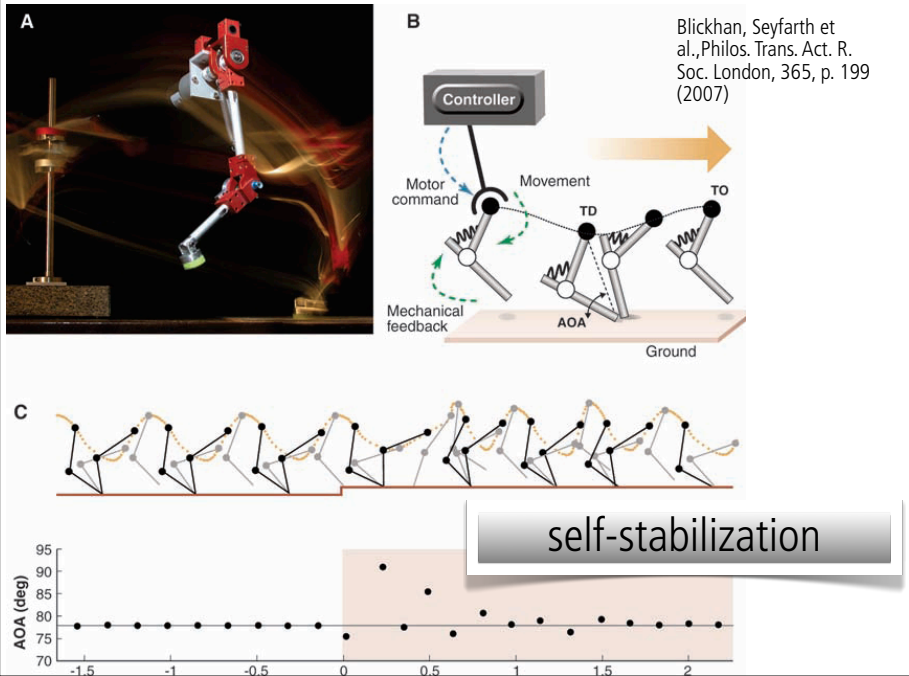 A
B
Blickhan, Seyfarth et
al.,Philos. Trans. Act. R.
Soc. London, 365, p. 199
(2007)
Controller
Motor
command
Movement
TD
TO
Mechanical
feedback
AOA
Ground
C
self-stabilization
AOA (deg)
95
90
85
80
75
70
-1.5
-1
-0.5
0
0.5
1
1.5
2